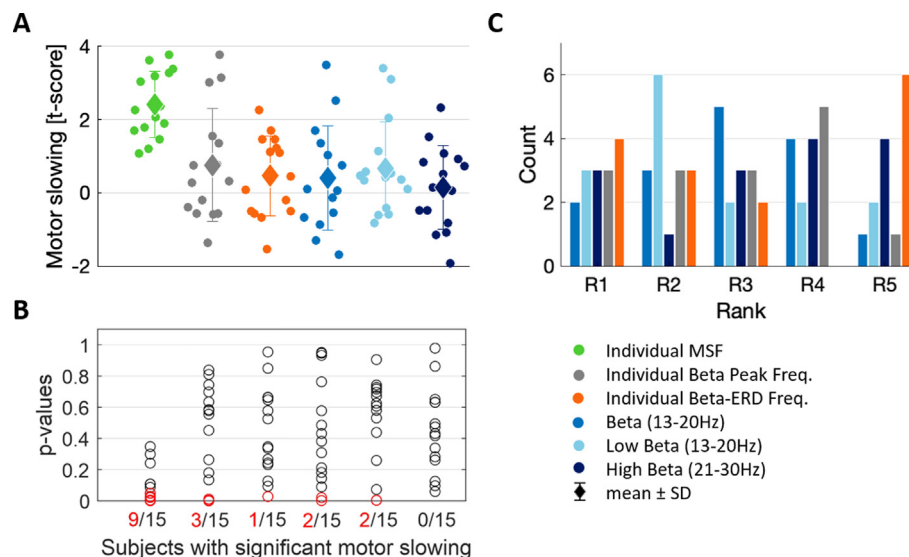 A
Motor slowing [t-score]
4
2
0
-2
B
p-values
1
0.8
0.6
0.4
0.2
0
9/15 3/15 1/15 2/15 2/15 0/15
Subjects with significant motor slowing
C
Count
6
4
2
0
R1 R2 R3 R4 R5
Rank
Individual MSF
Individual Beta Peak Freq.
Individual Beta-ERD Freq.
Beta (13-20Hz)
Low Beta (13-20Hz)
High Beta (21-30Hz)
mean ± SD